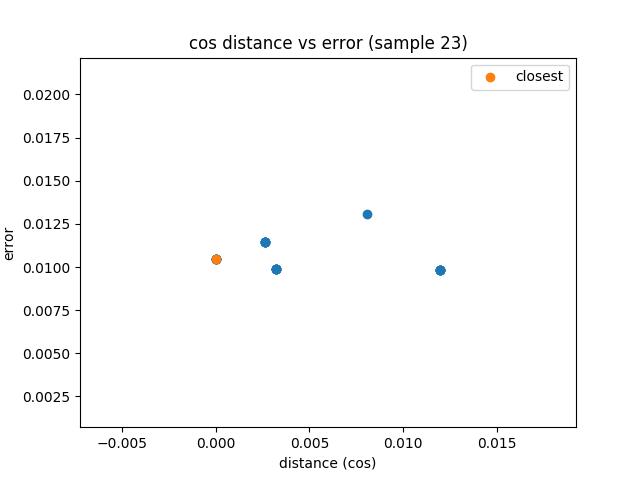 cos distance vs error (sample 23)
closest
0.0200
0.0175
0.0150
0.0125
0.0100
0.0075
0.0050
0.0025
error
−0.005 0.000 0.005 0.010 0.015
distance (cos)